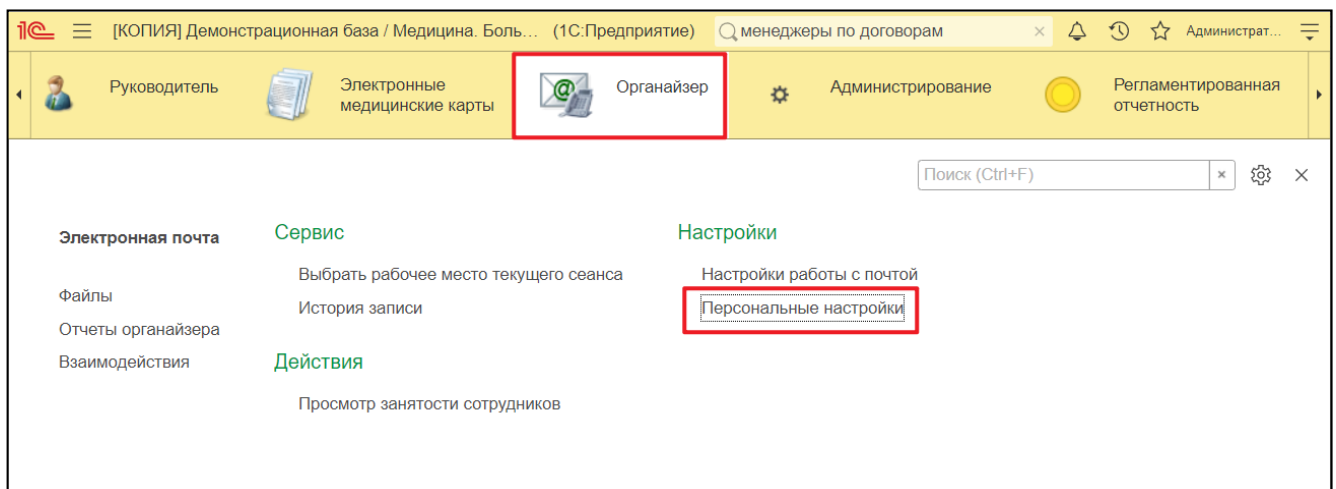 1С [КОПИЯ] Демонстрационная база / Медицина. Боль... (1С:Предприятие) менеджеры по договорам Администрат...
Руководитель
Электронные
медицинские карты
Органайзер
Администрирование
Регламентированная
отчетность
Поиск (Ctrl+F)
Электронная почта
Файлы
Отчеты органайзера
Взаимодействия
Сервис
Выбрать рабочее место текущего сеанса
История записи
Действия
Просмотр занятости сотрудников
Настройки
Настройки работы с почтой
Персональные настройки